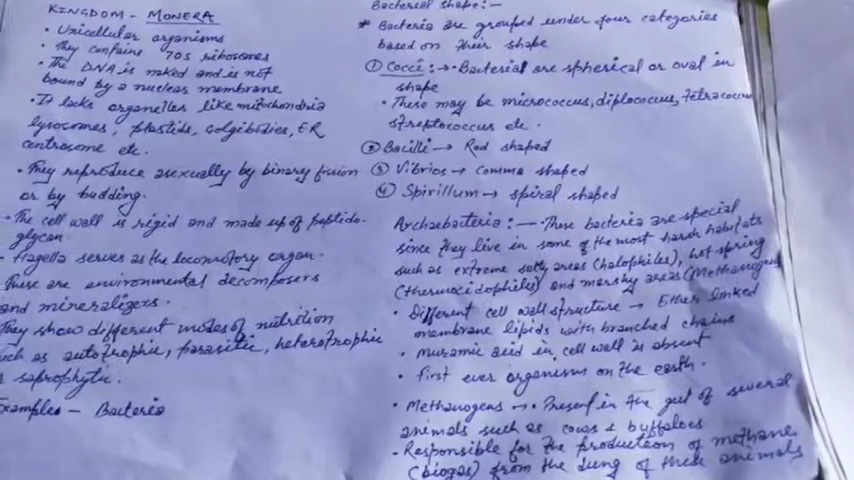 KINGDOM - MONERA
• Unicellular organisms
• They contains 70s ribosomes
• The DNA is naked and is not
bound by a nucleas membrane
• It lacks organelles like mitochondria
lysocomes, plastids, golgibodies, ER
centrosome etc.
• They reproduce asexually by binary fission
or by budding.
• The cell wall is rigid and made up of peptido-
glycan.
• Flagella serves as the locomotory organ.
These are environmental decomposers
and mineralizers.
They show different modes of nutrition
such as autotrophic, parasitic, heterotrophic
& saprophytic.
Examples - Bacteria
Bacterial shape:-
* Bacteria are grouped under four categories
based on their shape
① Cocci:→• Bacterial are spherical or oval in
shape
• These may be micrococcus, diplococcus, Tetracoccus
streptococcus etc.
② Bacilli → Rod shaped
③ Vibrios → comma shaped
④ Spirillum → spiral shaped
Archaebacteria:-• These bacteria are special
since they live in some of the most harsh habitats
such as extreme salty areas (halophiles), hot spring
(thermoacidophiles) and marshy areas (Methanogen
• Different cell wall structure → Ether linked
membrane lipids with branched chains
• Muramic acid in cell wall is absent
• First ever organisms on the earth.
• Methanogens →• Present in the gut of several
animals such as cows & buffaloes
• Responsible for the production of methane
(biogas) from the dung of these animals